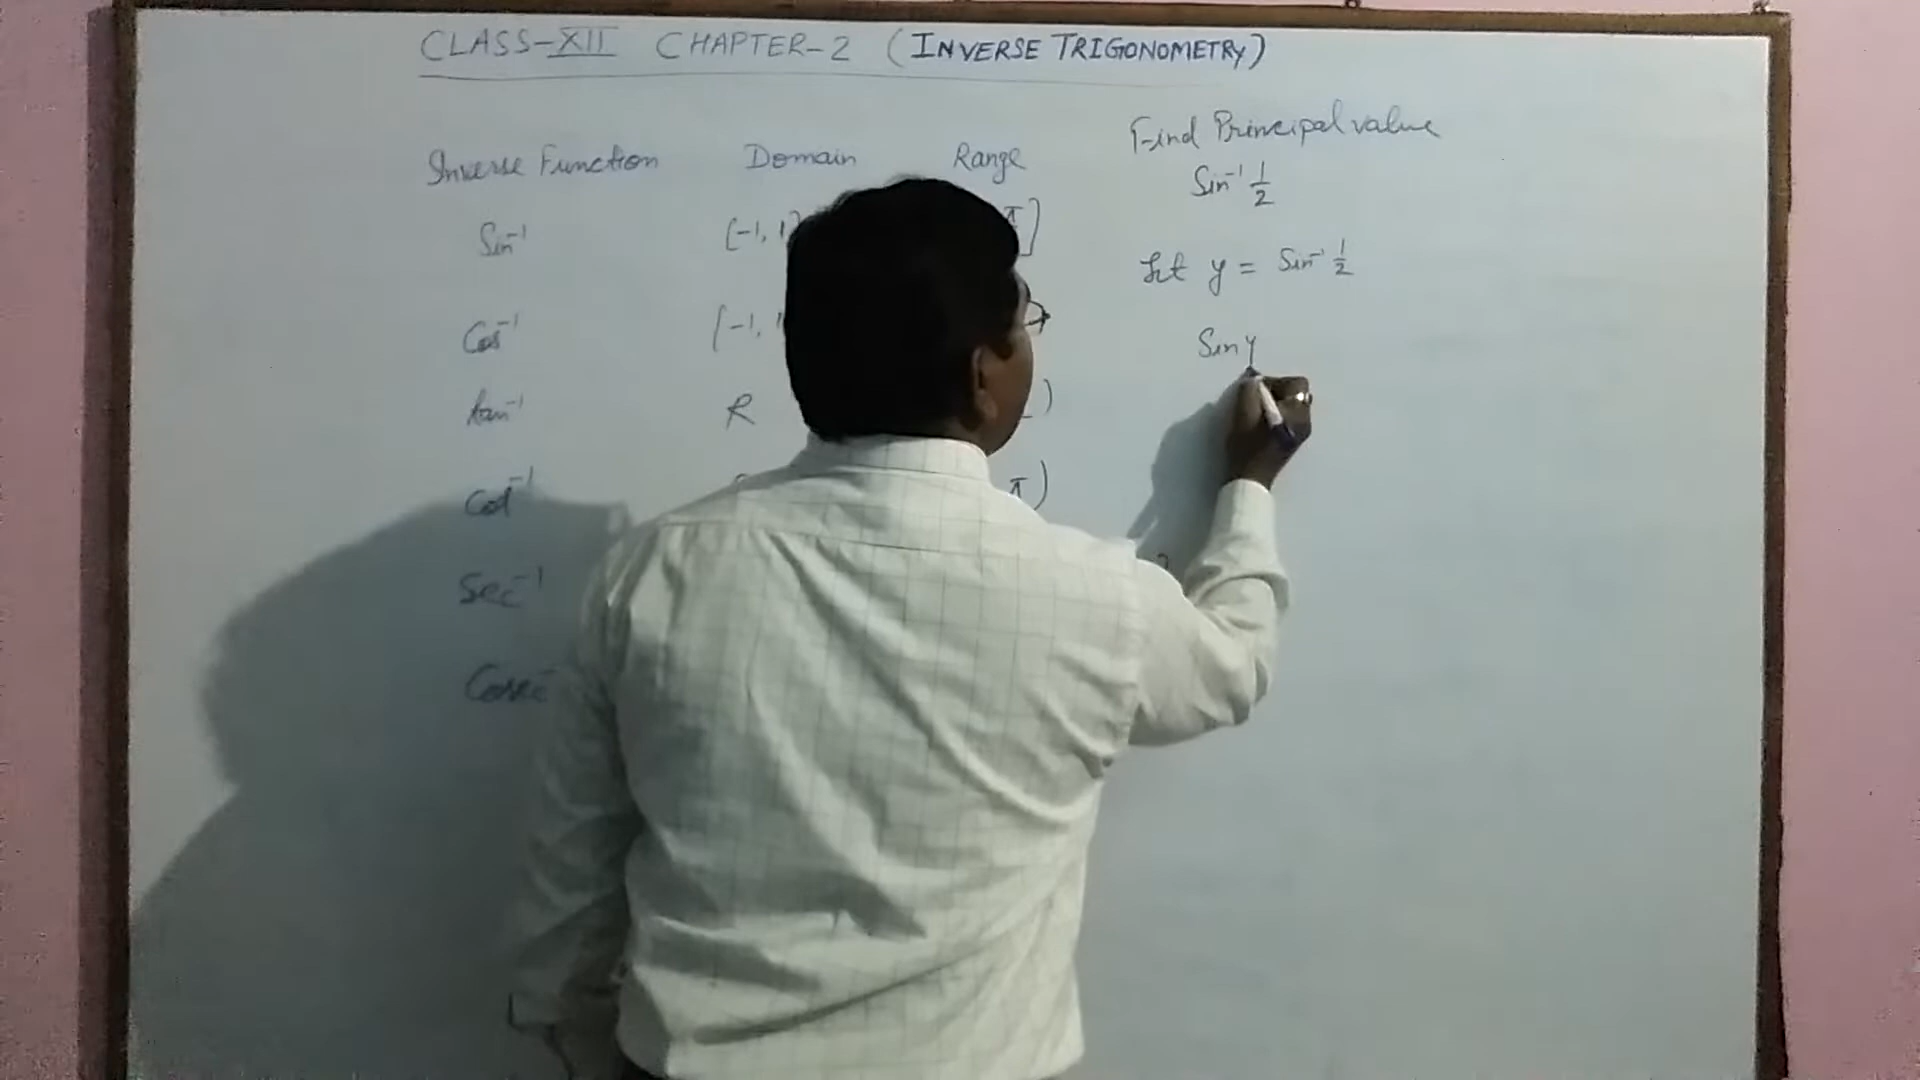 CLASS-XII CHAPTER-2 (INVERSE TRIGONOMETRY)
Inverse Function Domain Range
Sin⁻¹ [-1, 1] π]
Cos⁻¹ [-1, 1
tan⁻¹ R )
Cot⁻¹ π)
Sec⁻¹
Cosec⁻
Find Principal value
Sin⁻¹ 1/2
Let y = Sin⁻¹ 1/2
Sin y